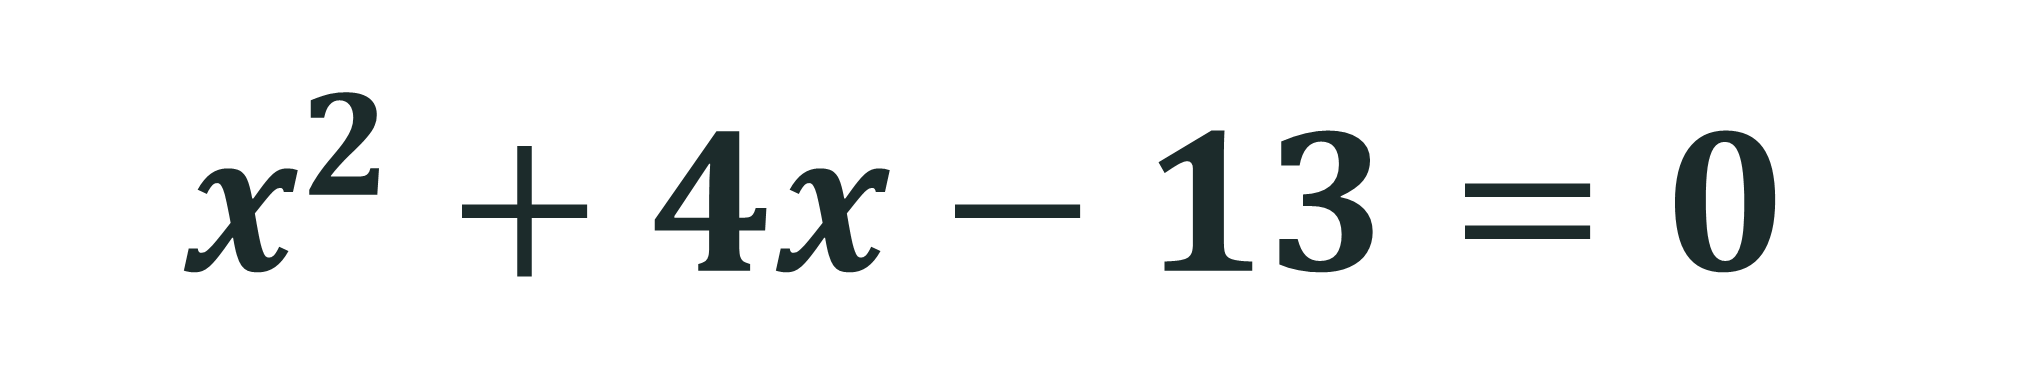 x² + 4x − 13 = 0